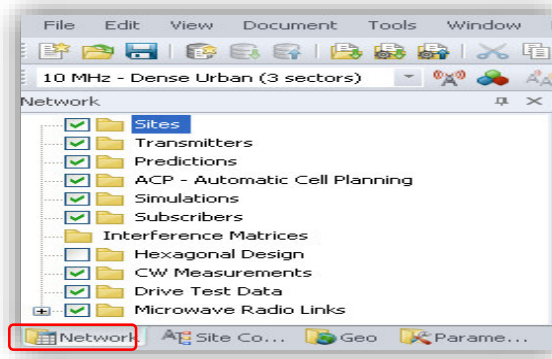 File Edit View Document Tools Window
10 MHz - Dense Urban (3 sectors)
Network
Sites
Transmitters
Predictions
ACP - Automatic Cell Planning
Simulations
Subscribers
Interference Matrices
Hexagonal Design
CW Measurements
Drive Test Data
Microwave Radio Links
Network Site Co... Geo Parame...